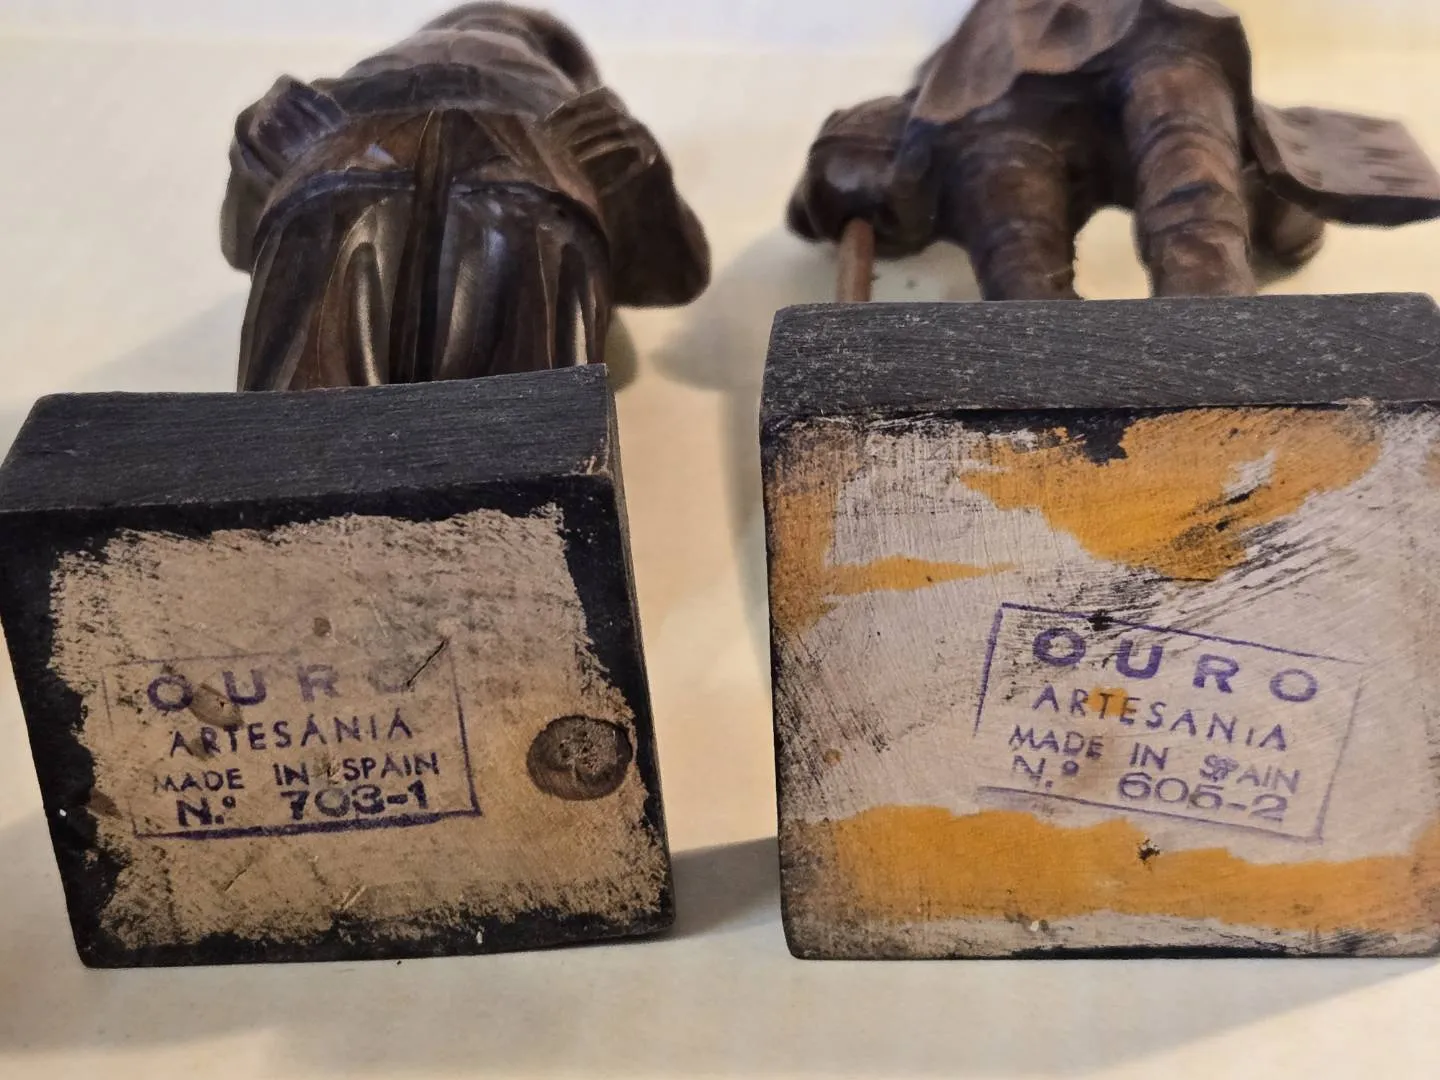 OURO
ARTESANIA
MADE IN SPAIN
N.º 703-1
OURO
ARTESANIA
MADE IN SPAIN
N.º 605-2